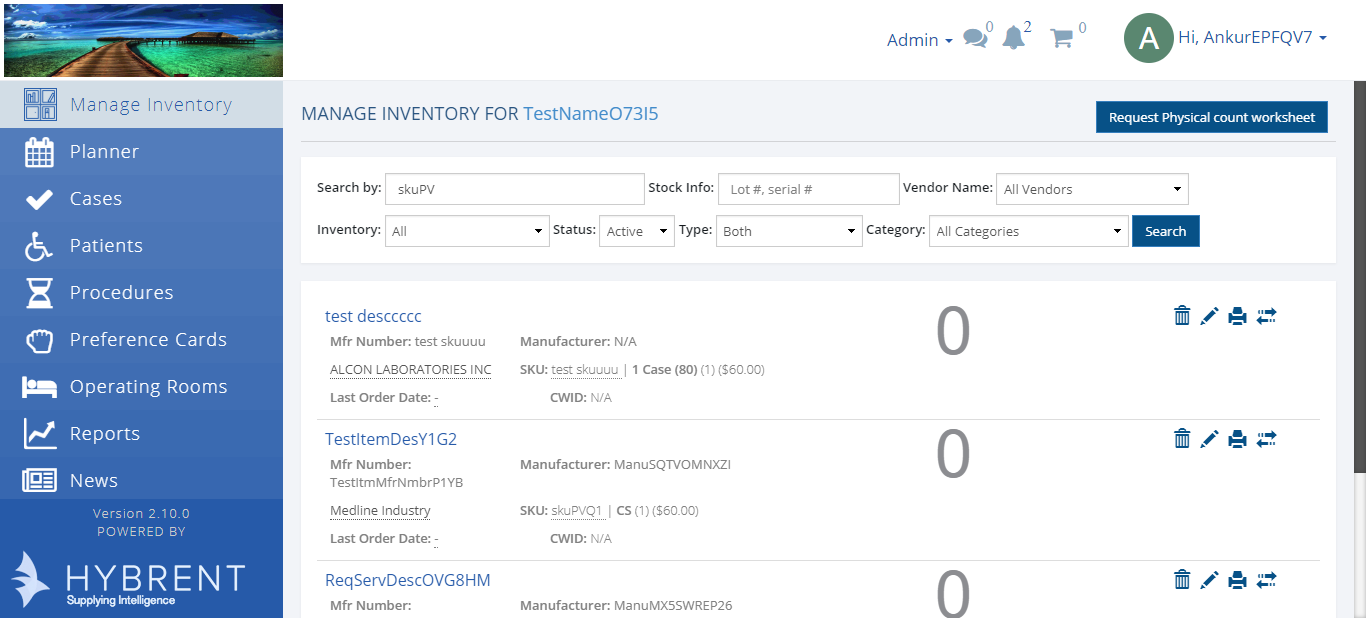 Admin 0 2 0 A Hi, AnkurEPFQV7
Manage Inventory
Planner
Cases
Patients
Procedures
Preference Cards
Operating Rooms
Reports
News
Version 2.10.0
POWERED BY
HYBRENT
Supplying Intelligence
MANAGE INVENTORY FOR TestNameO73I5
Request Physical count worksheet
Search by: skuPV Stock Info: Lot #, serial # Vendor Name: All Vendors
Inventory: All Status: Active Type: Both Category: All Categories Search
test desccccc 0
Mfr Number: test skuuuu Manufacturer: N/A
ALCON LABORATORIES INC SKU: test skuuuu | 1 Case (80) (1) ($60.00)
Last Order Date: - CWID: N/A
TestItemDesY1G2 0
Mfr Number: Manufacturer: ManuSQTVOMNXZI
TestItmMfrNmbrP1YB
Medline Industry SKU: skuPVQ1 | CS (1) ($60.00)
Last Order Date: - CWID: N/A
ReqServDescOVG8HM 0
Mfr Number: Manufacturer: ManuMX5SWREP26